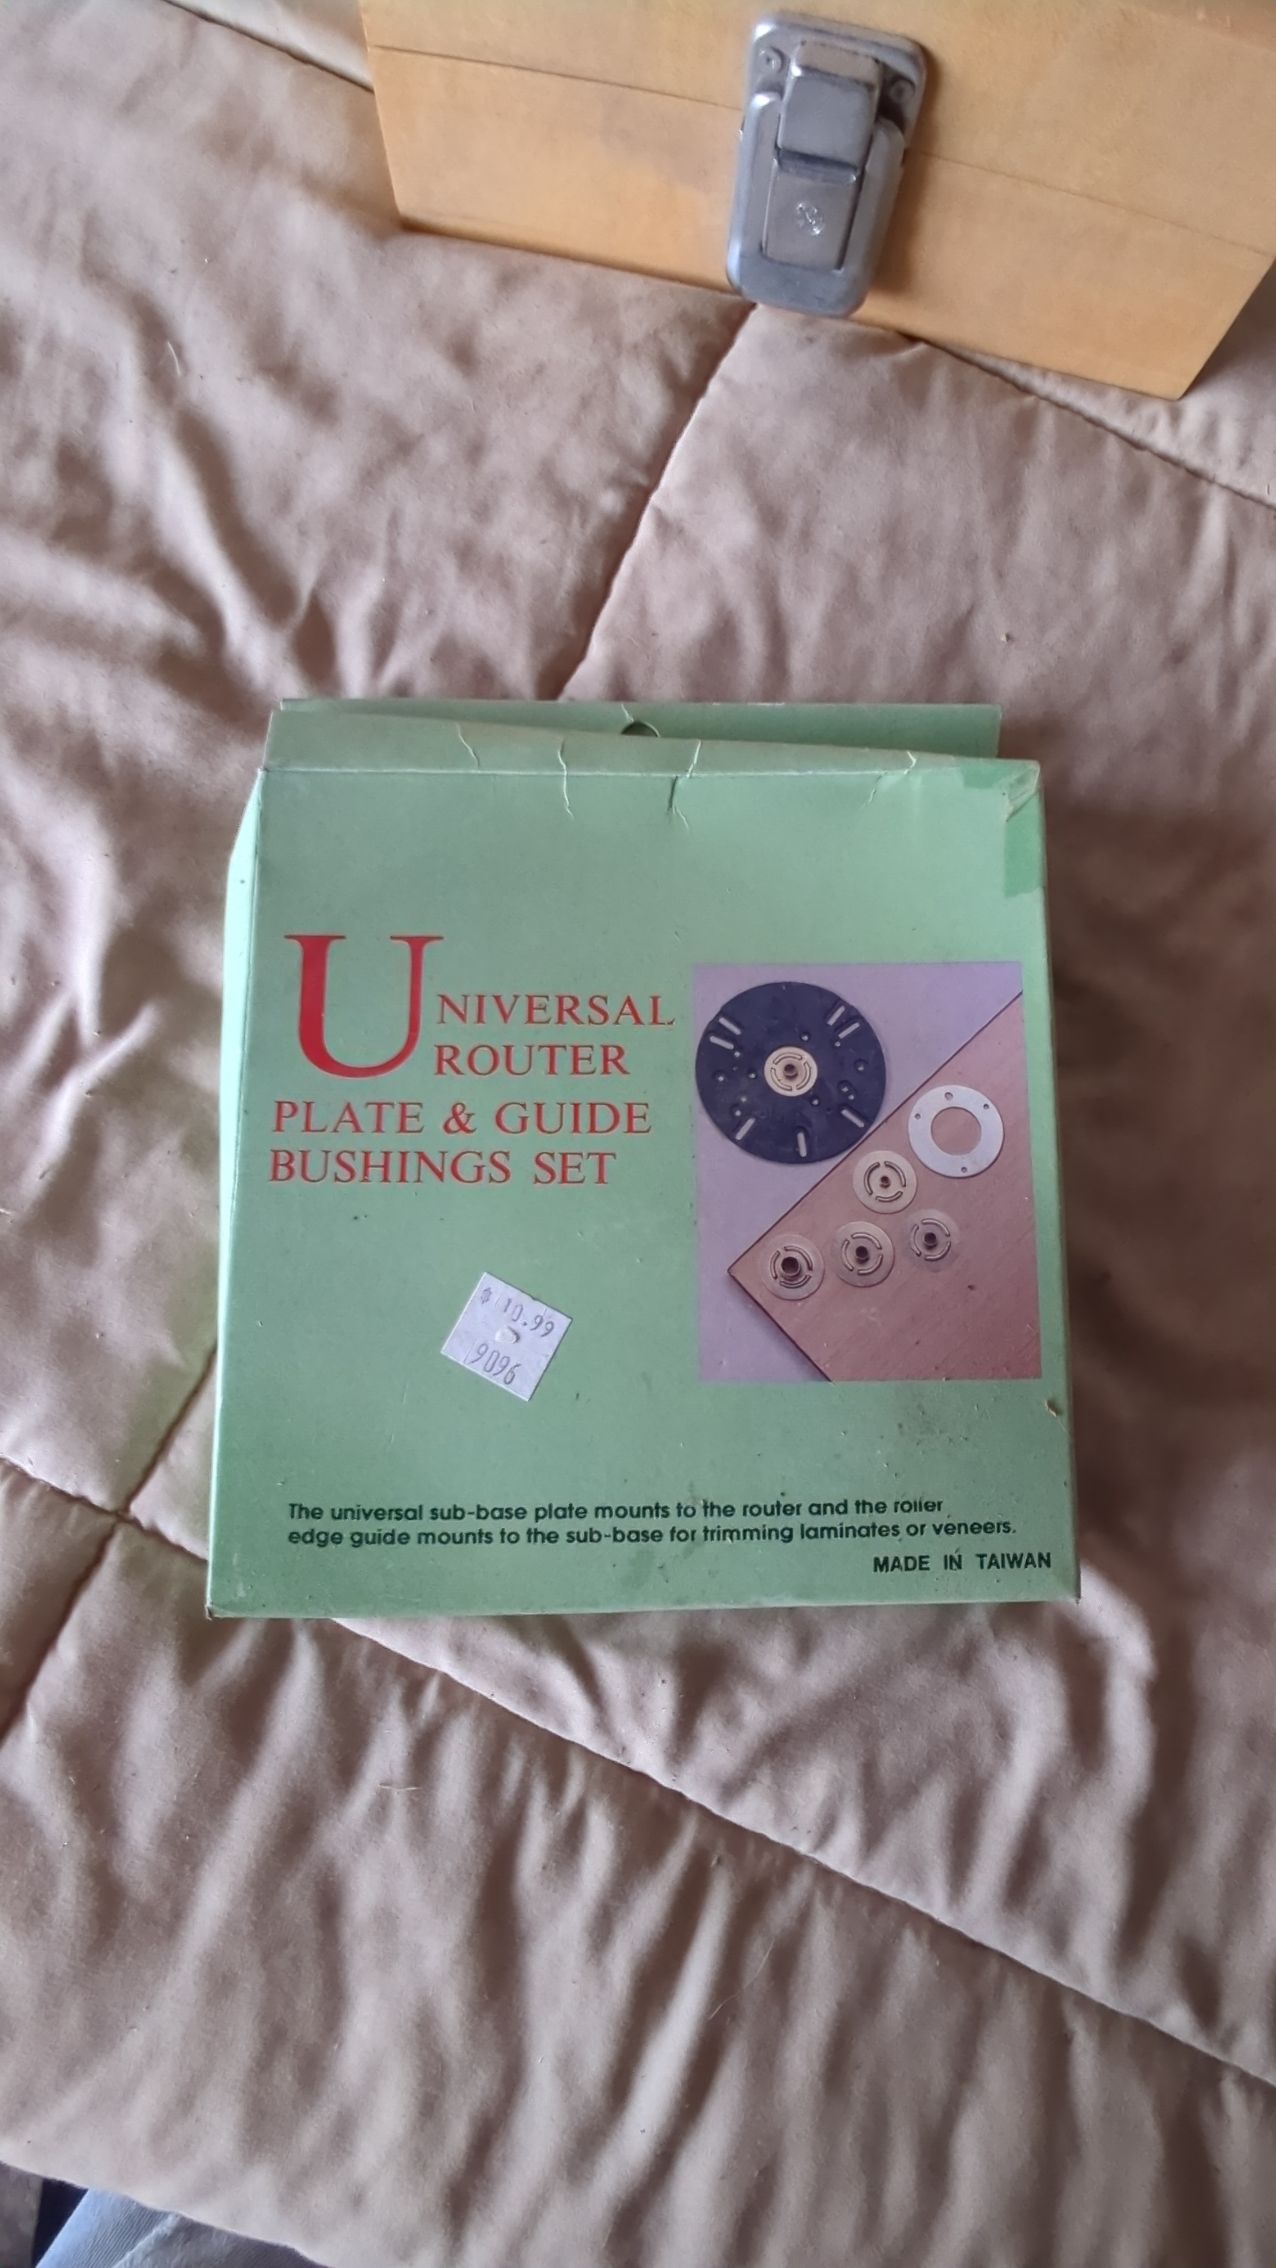 UNIVERSAL
ROUTER
PLATE & GUIDE
BUSHINGS SET
$ 10.99
9096
The universal sub-base plate mounts to the router and the roller
edge guide mounts to the sub-base for trimming laminates or veneers.
MADE IN TAIWAN